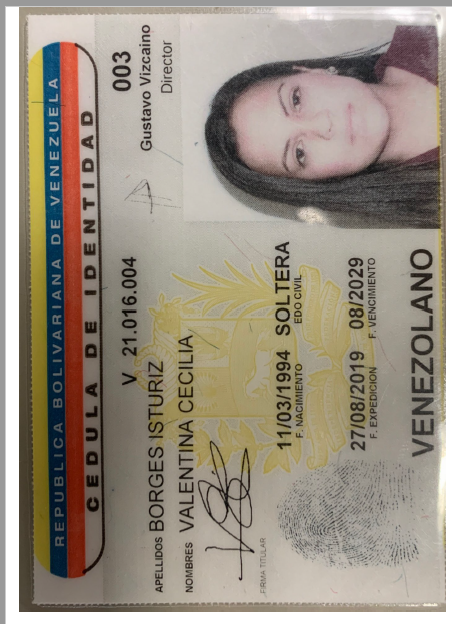 REPUBLICA BOLIVARIANA DE VENEZUELA
CEDULA DE IDENTIDAD
V 21.016.004
003
Gustavo Vizcaino
Director
APELLIDOS BORGES ISTURIZ
NOMBRES VALENTINA CECILIA
FIRMA TITULAR
11/03/1994 SOLTERA
F. NACIMIENTO EDO CIVIL
27/08/2019 08/2029
F. EXPEDICION F. VENCIMIENTO
VENEZOLANO